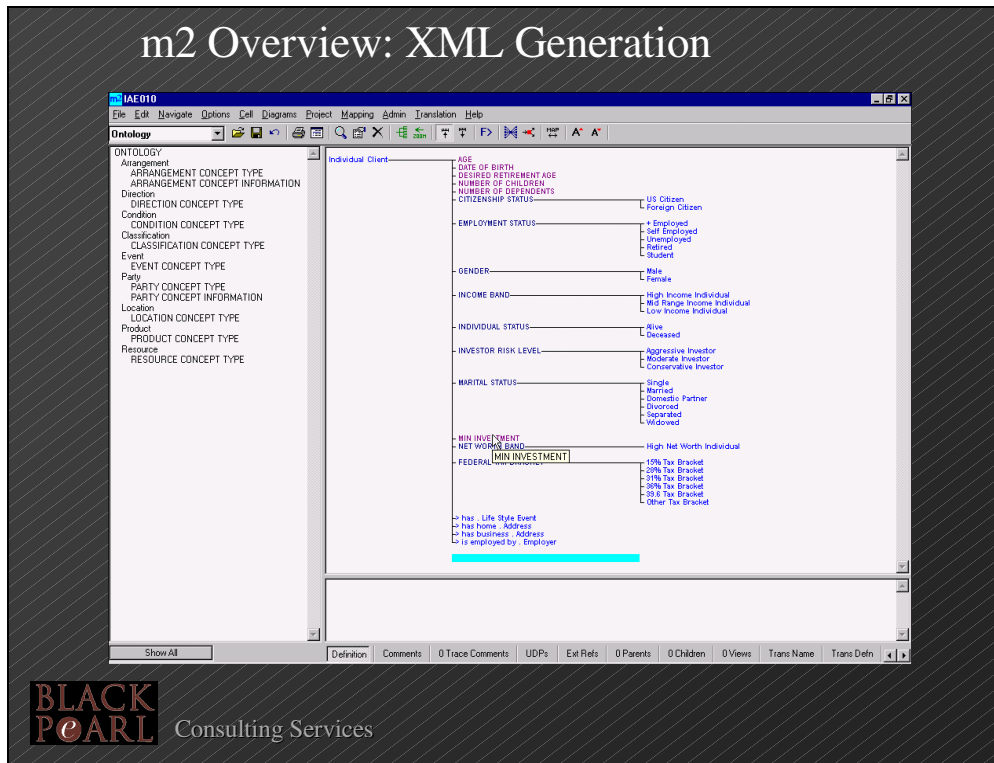 m2 Overview: XML Generation
m2 IAE010
File Edit Navigate Options Cell Diagrams Project Mapping Admin Translation Help
Ontology
ONTOLOGY
Arrangement
ARRANGEMENT CONCEPT TYPE
ARRANGEMENT CONCEPT INFORMATION
Direction
DIRECTION CONCEPT TYPE
Condition
CONDITION CONCEPT TYPE
Classification
CLASSIFICATION CONCEPT TYPE
Event
EVENT CONCEPT TYPE
Party
PARTY CONCEPT TYPE
PARTY CONCEPT INFORMATION
Location
LOCATION CONCEPT TYPE
Product
PRODUCT CONCEPT TYPE
Resource
RESOURCE CONCEPT TYPE
Show All
Individual Client
AGE
DATE OF BIRTH
DESIRED RETIREMENT AGE
NUMBER OF CHILDREN
NUMBER OF DEPENDENTS
CITIZENSHIP STATUS
US Citizen
Foreign Citizen
EMPLOYMENT STATUS
+ Employed
Self Employed
Unemployed
Retired
Student
GENDER
Male
Female
INCOME BAND
High Income Individual
Mid Range Income Individual
Low Income Individual
INDIVIDUAL STATUS
Alive
Deceased
INVESTOR RISK LEVEL
Aggressive Investor
Moderate Investor
Conservative Investor
MARITAL STATUS
Single
Married
Domestic Partner
Divorced
Separated
Widowed
MIN INVESTMENT
NET WORTH BAND
High Net Worth Individual
MIN INVESTMENT
FEDERAL TAX BRACKET
15% Tax Bracket
28% Tax Bracket
31% Tax Bracket
36% Tax Bracket
39.6 Tax Bracket
Other Tax Bracket
> has . Life Style Event
> has home . Address
> has business . Address
> is employed by . Employer
Definition Comments 0 Trace Comments UDPs Ext Refs 0 Parents 0 Children 0 Views Trans Name Trans Defn
BLACK
PeARL
Consulting Services